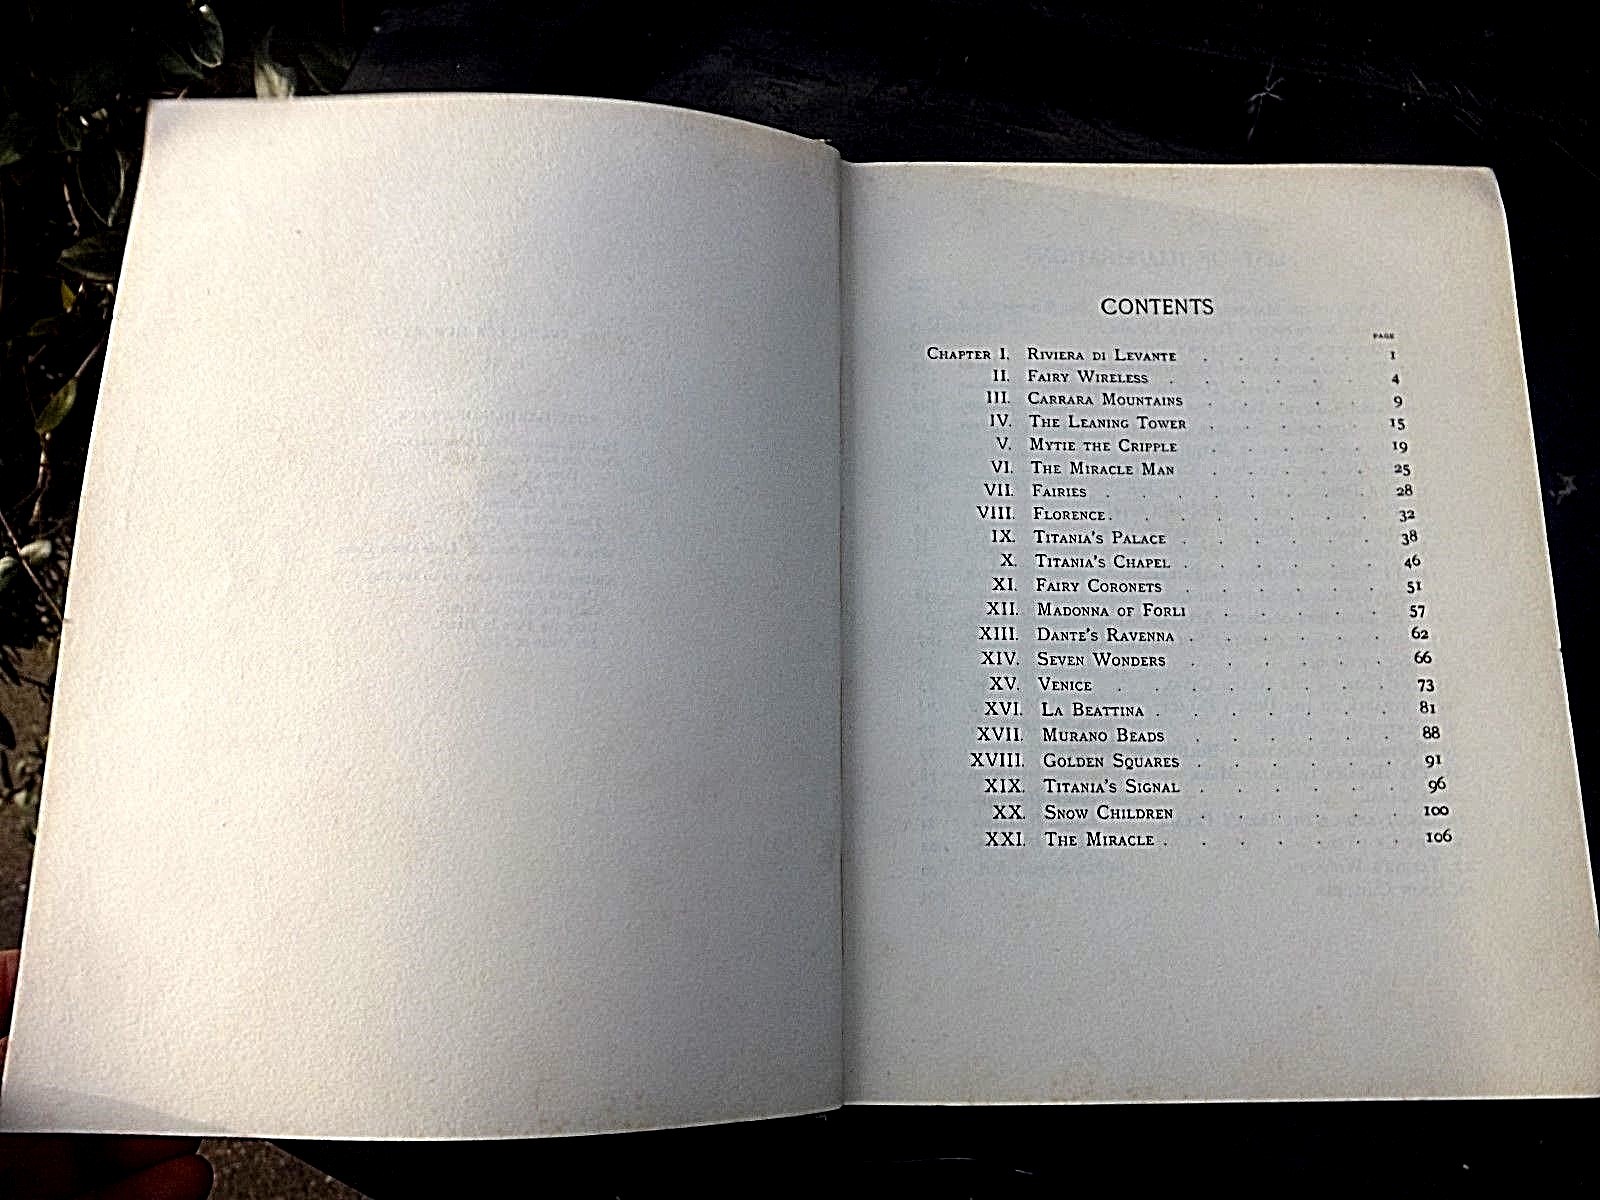 CONTENTS
PAGE
CHAPTER I. RIVIERA DI LEVANTE . . . . . 1
II. FAIRY WIRELESS . . . . . . 4
III. CARRARA MOUNTAINS . . . . . 9
IV. THE LEANING TOWER . . . . . 15
V. MYTIE THE CRIPPLE . . . . . 19
VI. THE MIRACLE MAN . . . . . 25
VII. FAIRIES . . . . . . . . 28
VIII. FLORENCE . . . . . . . . 32
IX. TITANIA'S PALACE . . . . . . 38
X. TITANIA'S CHAPEL . . . . . . 46
XI. FAIRY CORONETS . . . . . . 51
XII. MADONNA OF FORLI . . . . . 57
XIII. DANTE'S RAVENNA . . . . . . 62
XIV. SEVEN WONDERS . . . . . . 66
XV. VENICE . . . . . . . . 73
XVI. LA BEATTINA . . . . . . . 81
XVII. MURANO BEADS . . . . . . 88
XVIII. GOLDEN SQUARES . . . . . . 91
XIX. TITANIA'S SIGNAL . . . . . . 96
XX. SNOW CHILDREN . . . . . . 100
XXI. THE MIRACLE . . . . . . . 106